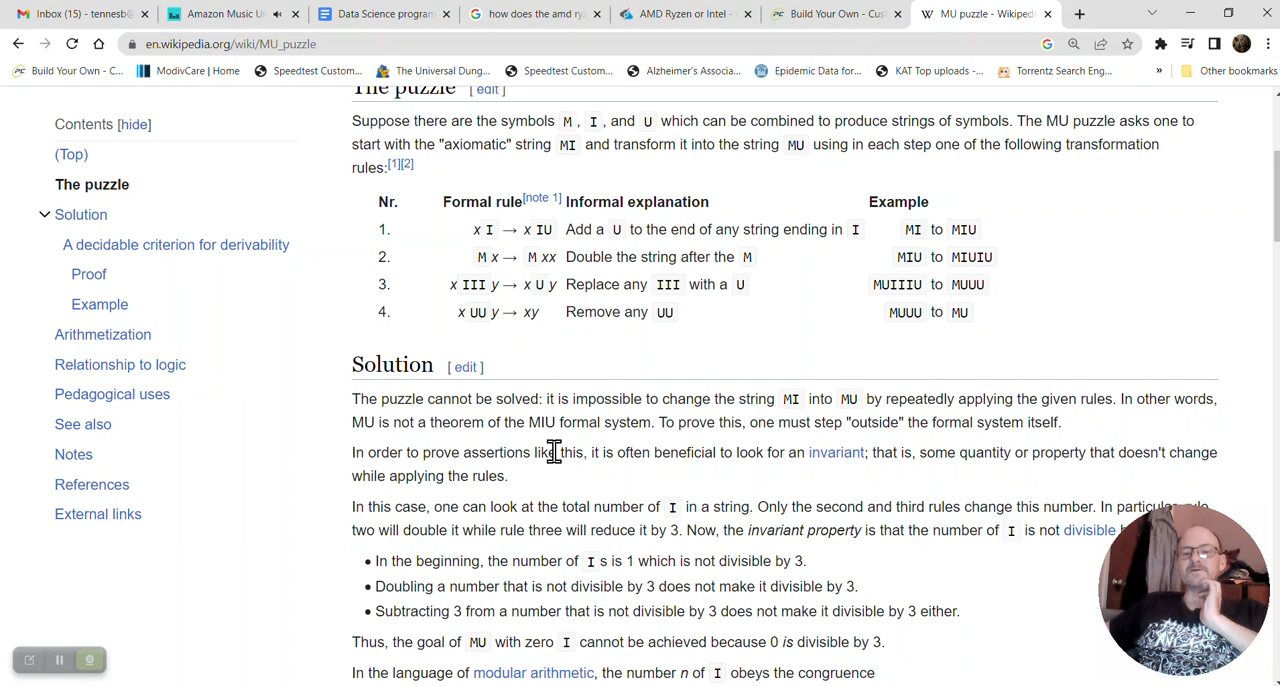 Inbox (15) - tennesb@
Amazon Music U
Data Science program
how does the amd ryz
AMD Ryzen or Intel -
Build Your Own - Cus
MU puzzle - Wikiped
en.wikipedia.org/wiki/MU_puzzle
Build Your Own - C...
ModivCare | Home
Speedtest Custom...
The Universal Dung...
Speedtest Custom...
Alzheimer's Associa...
Epidemic Data for...
KAT Top uploads -...
Torrentz Search Eng...
»
Other bookmarks
Contents [hide]
(Top)
The puzzle
Solution
A decidable criterion for derivability
Proof
Example
Arithmetization
Relationship to logic
Pedagogical uses
See also
Notes
References
External links
The puzzle [ edit ]
Suppose there are the symbols M , I , and U which can be combined to produce strings of symbols. The MU puzzle asks one to
start with the "axiomatic" string MI and transform it into the string MU using in each step one of the following transformation
rules:[1][2]
Nr. Formal rule[note 1] Informal explanation Example
1. x I → x IU Add a U to the end of any string ending in I MI to MIU
2. M x → M xx Double the string after the M MIU to MIUIU
3. x III y → x U y Replace any III with a U MUIIIU to MUUU
4. x UU y → xy Remove any UU MUUU to MU
Solution [ edit ]
The puzzle cannot be solved: it is impossible to change the string MI into MU by repeatedly applying the given rules. In other words,
MU is not a theorem of the MIU formal system. To prove this, one must step "outside" the formal system itself.
In order to prove assertions like this, it is often beneficial to look for an invariant; that is, some quantity or property that doesn't change
while applying the rules.
In this case, one can look at the total number of I in a string. Only the second and third rules change this number. In particular, rule
two will double it while rule three will reduce it by 3. Now, the invariant property is that the number of I is not divisible
• In the beginning, the number of I s is 1 which is not divisible by 3.
• Doubling a number that is not divisible by 3 does not make it divisible by 3.
• Subtracting 3 from a number that is not divisible by 3 does not make it divisible by 3 either.
Thus, the goal of MU with zero I cannot be achieved because 0 is divisible by 3.
In the language of modular arithmetic, the number n of I obeys the congruence